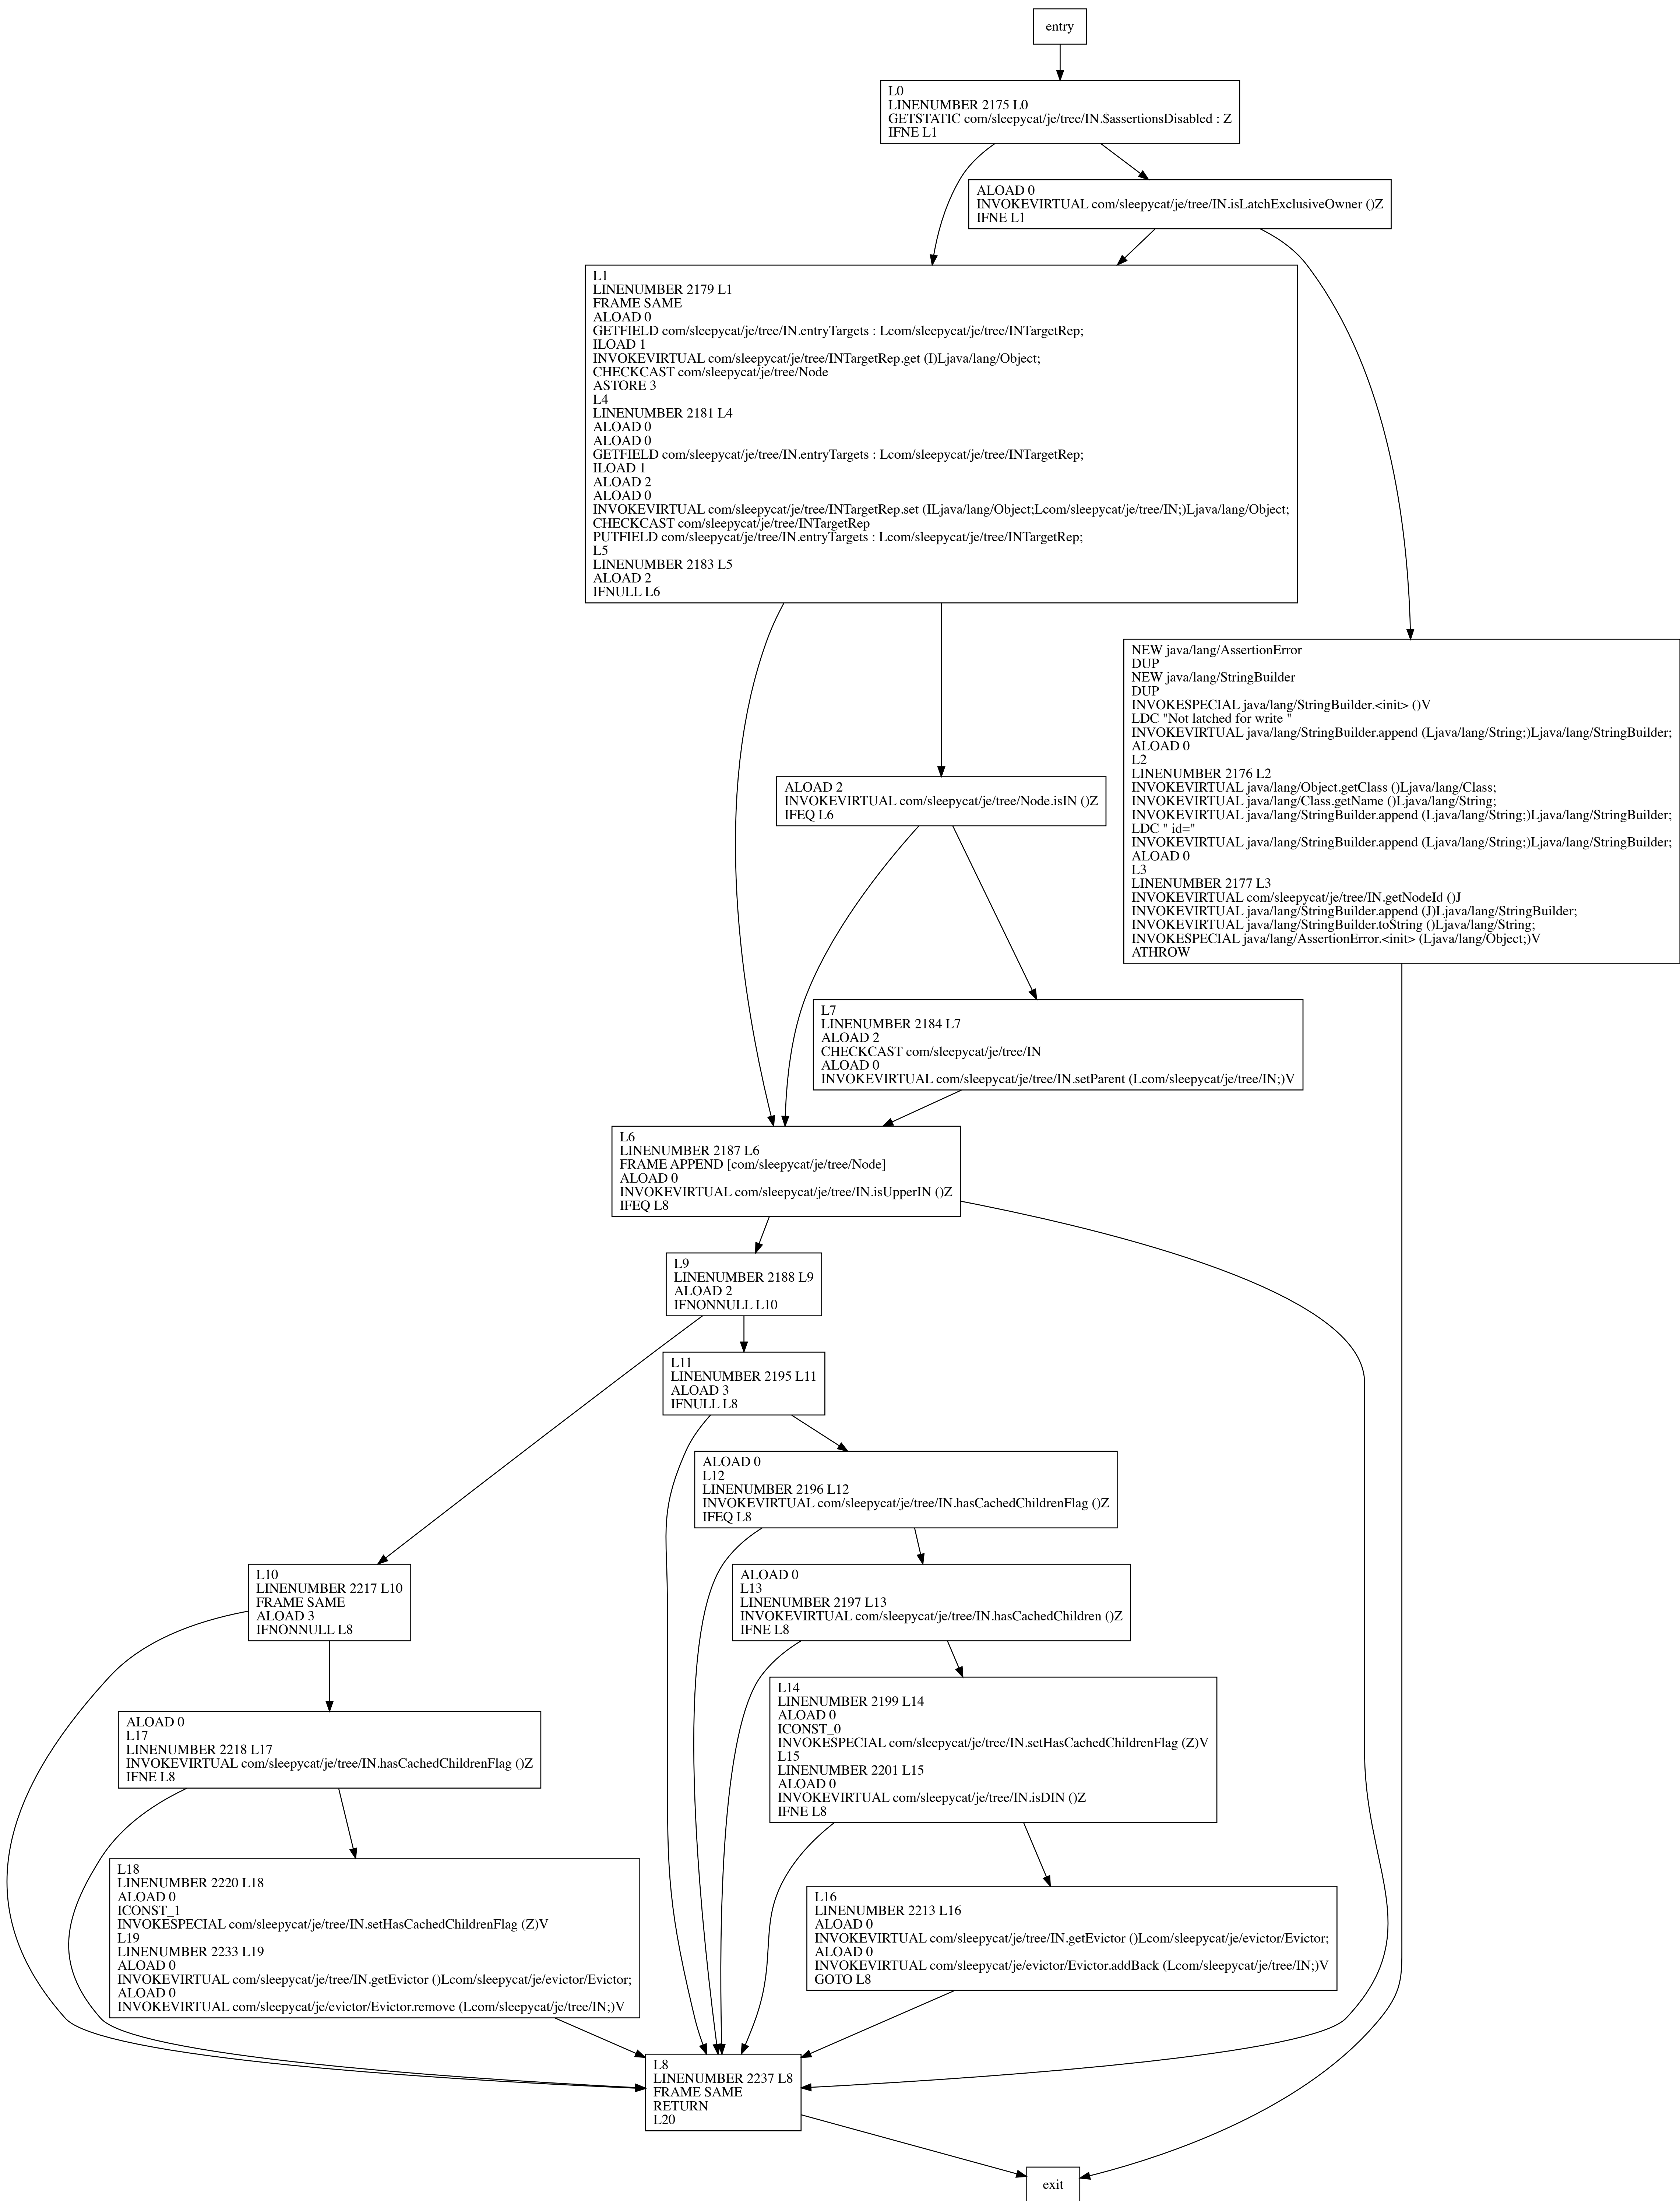 entry
L0
LINENUMBER 2175 L0
GETSTATIC com/sleepycat/je/tree/IN.$assertionsDisabled : Z
IFNE L1
ALOAD 0
INVOKEVIRTUAL com/sleepycat/je/tree/IN.isLatchExclusiveOwner ()Z
IFNE L1
L1
LINENUMBER 2179 L1
FRAME SAME
ALOAD 0
GETFIELD com/sleepycat/je/tree/IN.entryTargets : Lcom/sleepycat/je/tree/INTargetRep;
ILOAD 1
INVOKEVIRTUAL com/sleepycat/je/tree/INTargetRep.get (I)Ljava/lang/Object;
CHECKCAST com/sleepycat/je/tree/Node
ASTORE 3
L4
LINENUMBER 2181 L4
ALOAD 0
ALOAD 0
GETFIELD com/sleepycat/je/tree/IN.entryTargets : Lcom/sleepycat/je/tree/INTargetRep;
ILOAD 1
ALOAD 2
ALOAD 0
INVOKEVIRTUAL com/sleepycat/je/tree/INTargetRep.set (ILjava/lang/Object;Lcom/sleepycat/je/tree/IN;)Ljava/lang/Object;
CHECKCAST com/sleepycat/je/tree/INTargetRep
PUTFIELD com/sleepycat/je/tree/IN.entryTargets : Lcom/sleepycat/je/tree/INTargetRep;
L5
LINENUMBER 2183 L5
ALOAD 2
IFNULL L6
NEW java/lang/AssertionError
DUP
NEW java/lang/StringBuilder
DUP
INVOKESPECIAL java/lang/StringBuilder.<init> ()V
LDC "Not latched for write "
INVOKEVIRTUAL java/lang/StringBuilder.append (Ljava/lang/String;)Ljava/lang/StringBuilder;
ALOAD 0
L2
LINENUMBER 2176 L2
INVOKEVIRTUAL java/lang/Object.getClass ()Ljava/lang/Class;
INVOKEVIRTUAL java/lang/Class.getName ()Ljava/lang/String;
INVOKEVIRTUAL java/lang/StringBuilder.append (Ljava/lang/String;)Ljava/lang/StringBuilder;
LDC " id="
INVOKEVIRTUAL java/lang/StringBuilder.append (Ljava/lang/String;)Ljava/lang/StringBuilder;
ALOAD 0
L3
LINENUMBER 2177 L3
INVOKEVIRTUAL com/sleepycat/je/tree/IN.getNodeId ()J
INVOKEVIRTUAL java/lang/StringBuilder.append (J)Ljava/lang/StringBuilder;
INVOKEVIRTUAL java/lang/StringBuilder.toString ()Ljava/lang/String;
INVOKESPECIAL java/lang/AssertionError.<init> (Ljava/lang/Object;)V
ATHROW
ALOAD 2
INVOKEVIRTUAL com/sleepycat/je/tree/Node.isIN ()Z
IFEQ L6
L7
LINENUMBER 2184 L7
ALOAD 2
CHECKCAST com/sleepycat/je/tree/IN
ALOAD 0
INVOKEVIRTUAL com/sleepycat/je/tree/IN.setParent (Lcom/sleepycat/je/tree/IN;)V
L6
LINENUMBER 2187 L6
FRAME APPEND [com/sleepycat/je/tree/Node]
ALOAD 0
INVOKEVIRTUAL com/sleepycat/je/tree/IN.isUpperIN ()Z
IFEQ L8
L9
LINENUMBER 2188 L9
ALOAD 2
IFNONNULL L10
L11
LINENUMBER 2195 L11
ALOAD 3
IFNULL L8
ALOAD 0
L12
LINENUMBER 2196 L12
INVOKEVIRTUAL com/sleepycat/je/tree/IN.hasCachedChildrenFlag ()Z
IFEQ L8
L10
LINENUMBER 2217 L10
FRAME SAME
ALOAD 3
IFNONNULL L8
ALOAD 0
L13
LINENUMBER 2197 L13
INVOKEVIRTUAL com/sleepycat/je/tree/IN.hasCachedChildren ()Z
IFNE L8
L14
LINENUMBER 2199 L14
ALOAD 0
ICONST_0
INVOKESPECIAL com/sleepycat/je/tree/IN.setHasCachedChildrenFlag (Z)V
L15
LINENUMBER 2201 L15
ALOAD 0
INVOKEVIRTUAL com/sleepycat/je/tree/IN.isDIN ()Z
IFNE L8
ALOAD 0
L17
LINENUMBER 2218 L17
INVOKEVIRTUAL com/sleepycat/je/tree/IN.hasCachedChildrenFlag ()Z
IFNE L8
L18
LINENUMBER 2220 L18
ALOAD 0
ICONST_1
INVOKESPECIAL com/sleepycat/je/tree/IN.setHasCachedChildrenFlag (Z)V
L19
LINENUMBER 2233 L19
ALOAD 0
INVOKEVIRTUAL com/sleepycat/je/tree/IN.getEvictor ()Lcom/sleepycat/je/evictor/Evictor;
ALOAD 0
INVOKEVIRTUAL com/sleepycat/je/evictor/Evictor.remove (Lcom/sleepycat/je/tree/IN;)V
L16
LINENUMBER 2213 L16
ALOAD 0
INVOKEVIRTUAL com/sleepycat/je/tree/IN.getEvictor ()Lcom/sleepycat/je/evictor/Evictor;
ALOAD 0
INVOKEVIRTUAL com/sleepycat/je/evictor/Evictor.addBack (Lcom/sleepycat/je/tree/IN;)V
GOTO L8
L8
LINENUMBER 2237 L8
FRAME SAME
RETURN
L20
exit